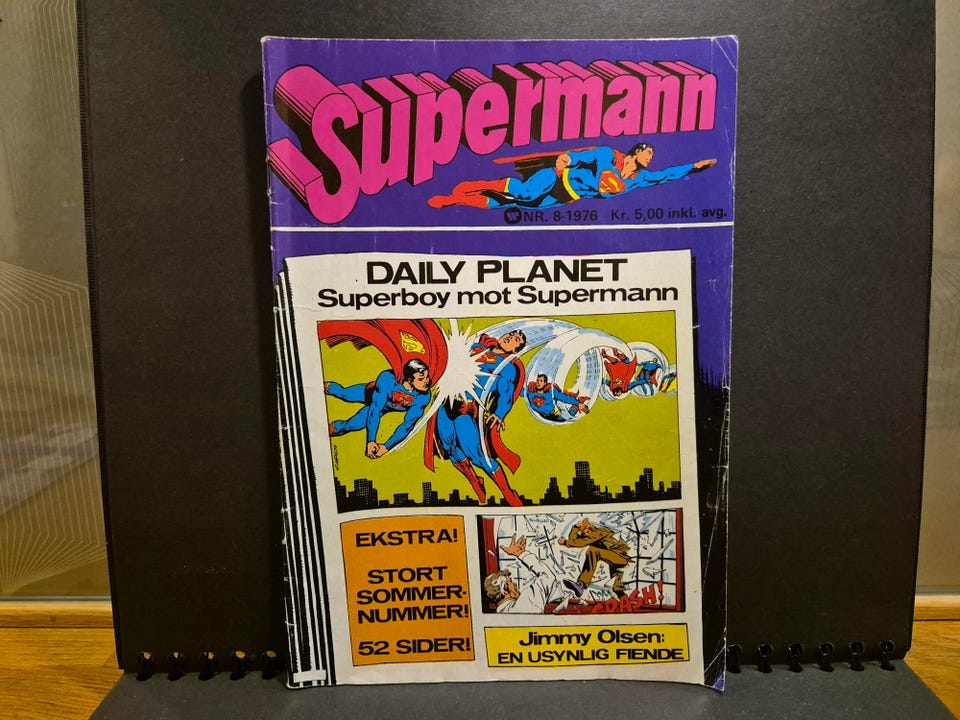 Supermann
NR. 8-1976 Kr. 5,00 inkl. avg.
DAILY PLANET
Superboy mot Supermann
EKSTRA!
STORT
SOMMER-
NUMMER!
52 SIDER!
CRASH!
Jimmy Olsen:
EN USYNLIG FIENDE